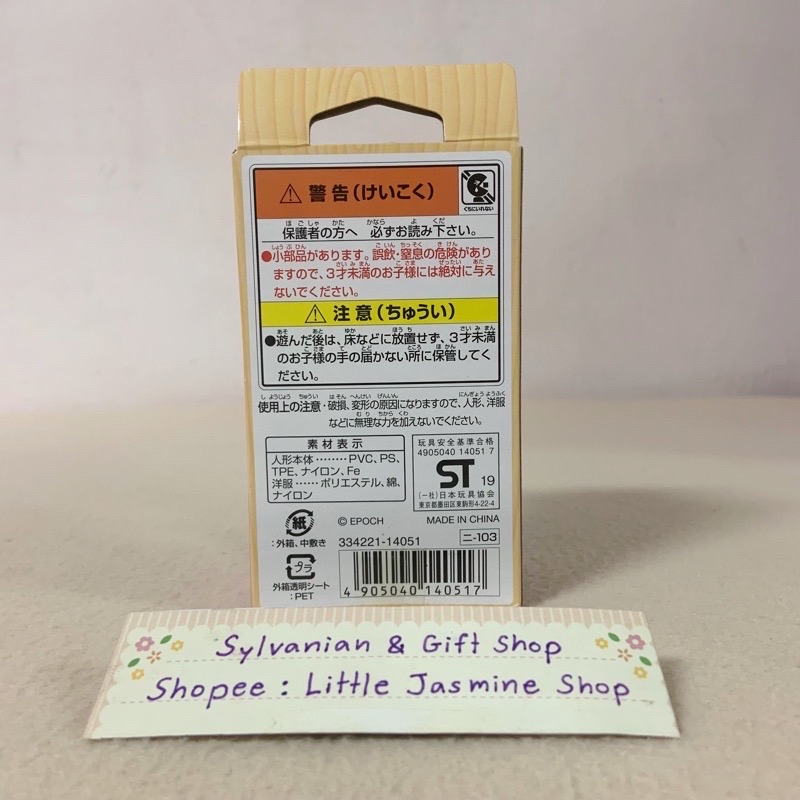 ⚠ 警告(けいこく)
くちにいれない
保護者の方へ 必ずお読み下さい。
●小部品があります。誤飲・窒息の危険があり
ますので、3才未満のお子様には絶対に与え
ないでください。
⚠ 注意(ちゅうい)
●遊んだ後は、床などに放置せず、3才未満
のお子様の手の届かない所に保管してく
ださい。
使用上の注意・破損、変形の原因になりますので、人形、洋服
などに無理な力を加えないでください。
素材表示
人形本体………PVC, PS,
TPE、ナイロン、Fe
洋服……ポリエステル、綿、
ナイロン
玩具安全基準合格
4905040 14051 7
ST 19
(一社)日本玩具協会
東京都墨田区東駒形4-22-4
紙
:外箱、中敷き
© EPOCH MADE IN CHINA
334221-14051 ニ-103
プラ
外箱透明シート
:PET
4 905040 140517
Sylvanian & Gift Shop
Shopee : Little Jasmine Shop